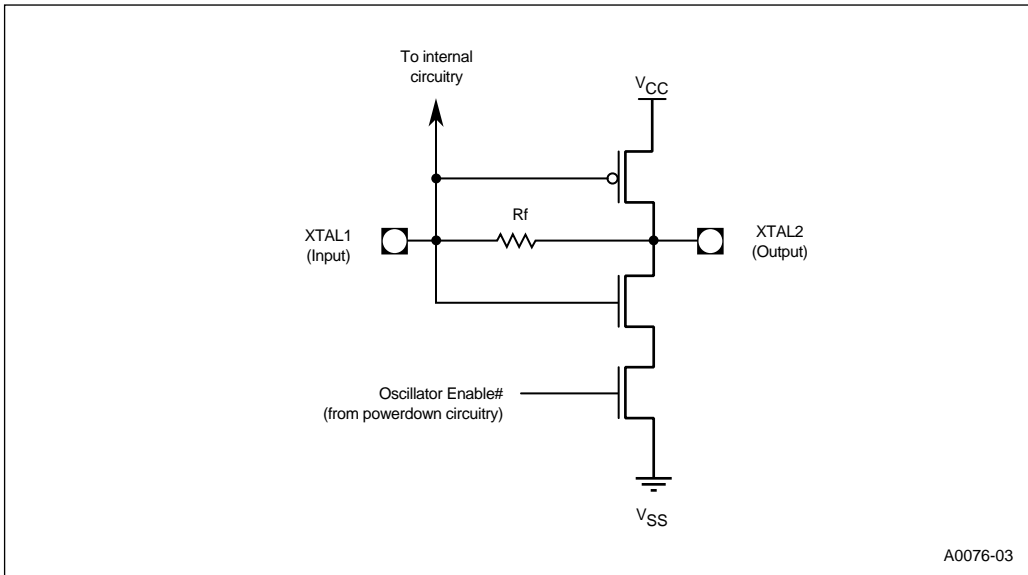 To internal
circuitry
VCC
Rf
XTAL1
(Input)
XTAL2
(Output)
Oscillator Enable#
(from powerdown circuitry)
VSS
A0076-03